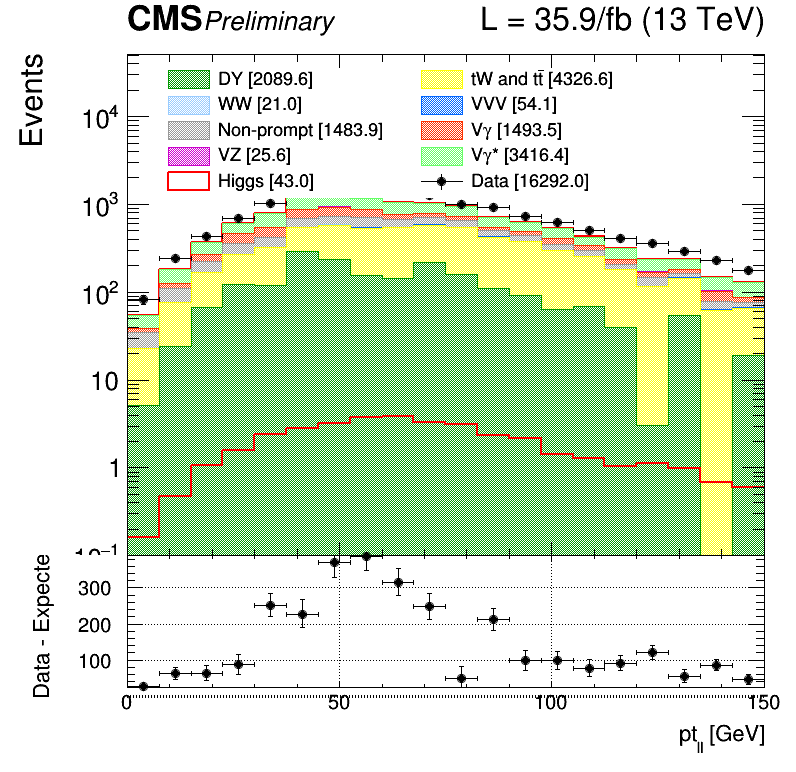 CMS Preliminary L = 35.9/fb (13 TeV)
Events
DY [2089.6] tW and tt̄ [4326.6]
WW [21.0] VVV [54.1]
Non-prompt [1483.9] Vγ [1493.5]
VZ [25.6] Vγ* [3416.4]
Higgs [43.0] Data [16292.0]
10⁴
10³
10²
10
1
10⁻¹
Data - Expecte
300
200
100
0 50 100 150
pt_ll [GeV]